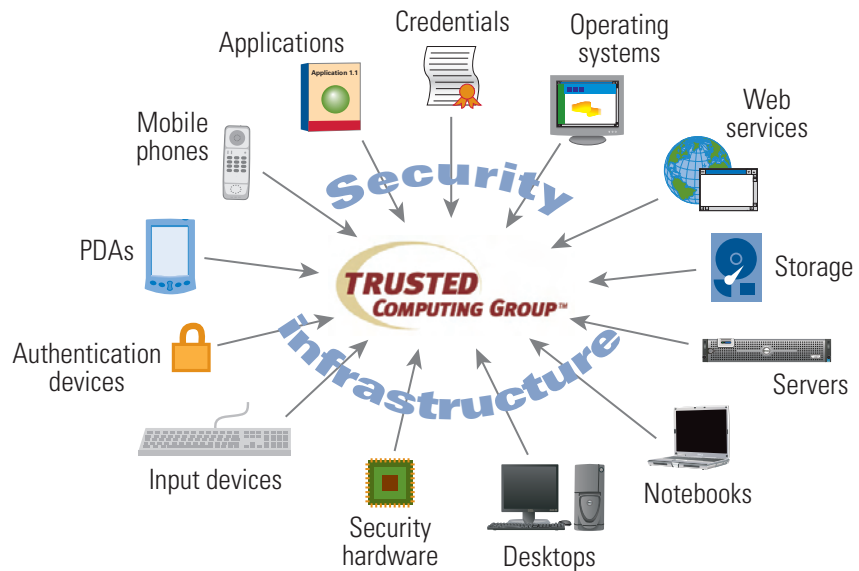 Credentials
Applications
Operating
systems
Application 1.1
Mobile
phones
Web
services
Security
PDAs
Storage
TRUSTED
COMPUTING GROUP™
Authentication
devices
infrastructure
Servers
Input devices
Notebooks
Security
hardware
Desktops